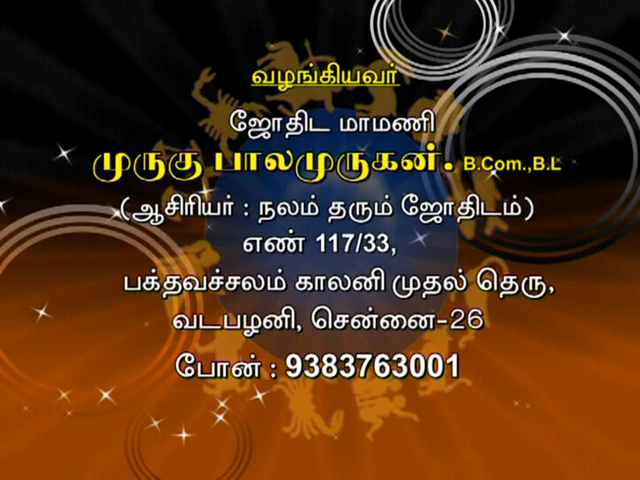 வழங்கியவர்
ஜோதிட மாமணி
முருகு பாலமுருகன். B.Com.,B.L
(ஆசிரியர் : நலம் தரும் ஜோதிடம்)
எண் 117/33,
பக்தவச்சலம் காலனி முதல் தெரு,
வடபழனி, சென்னை-26
போன் : 9383763001